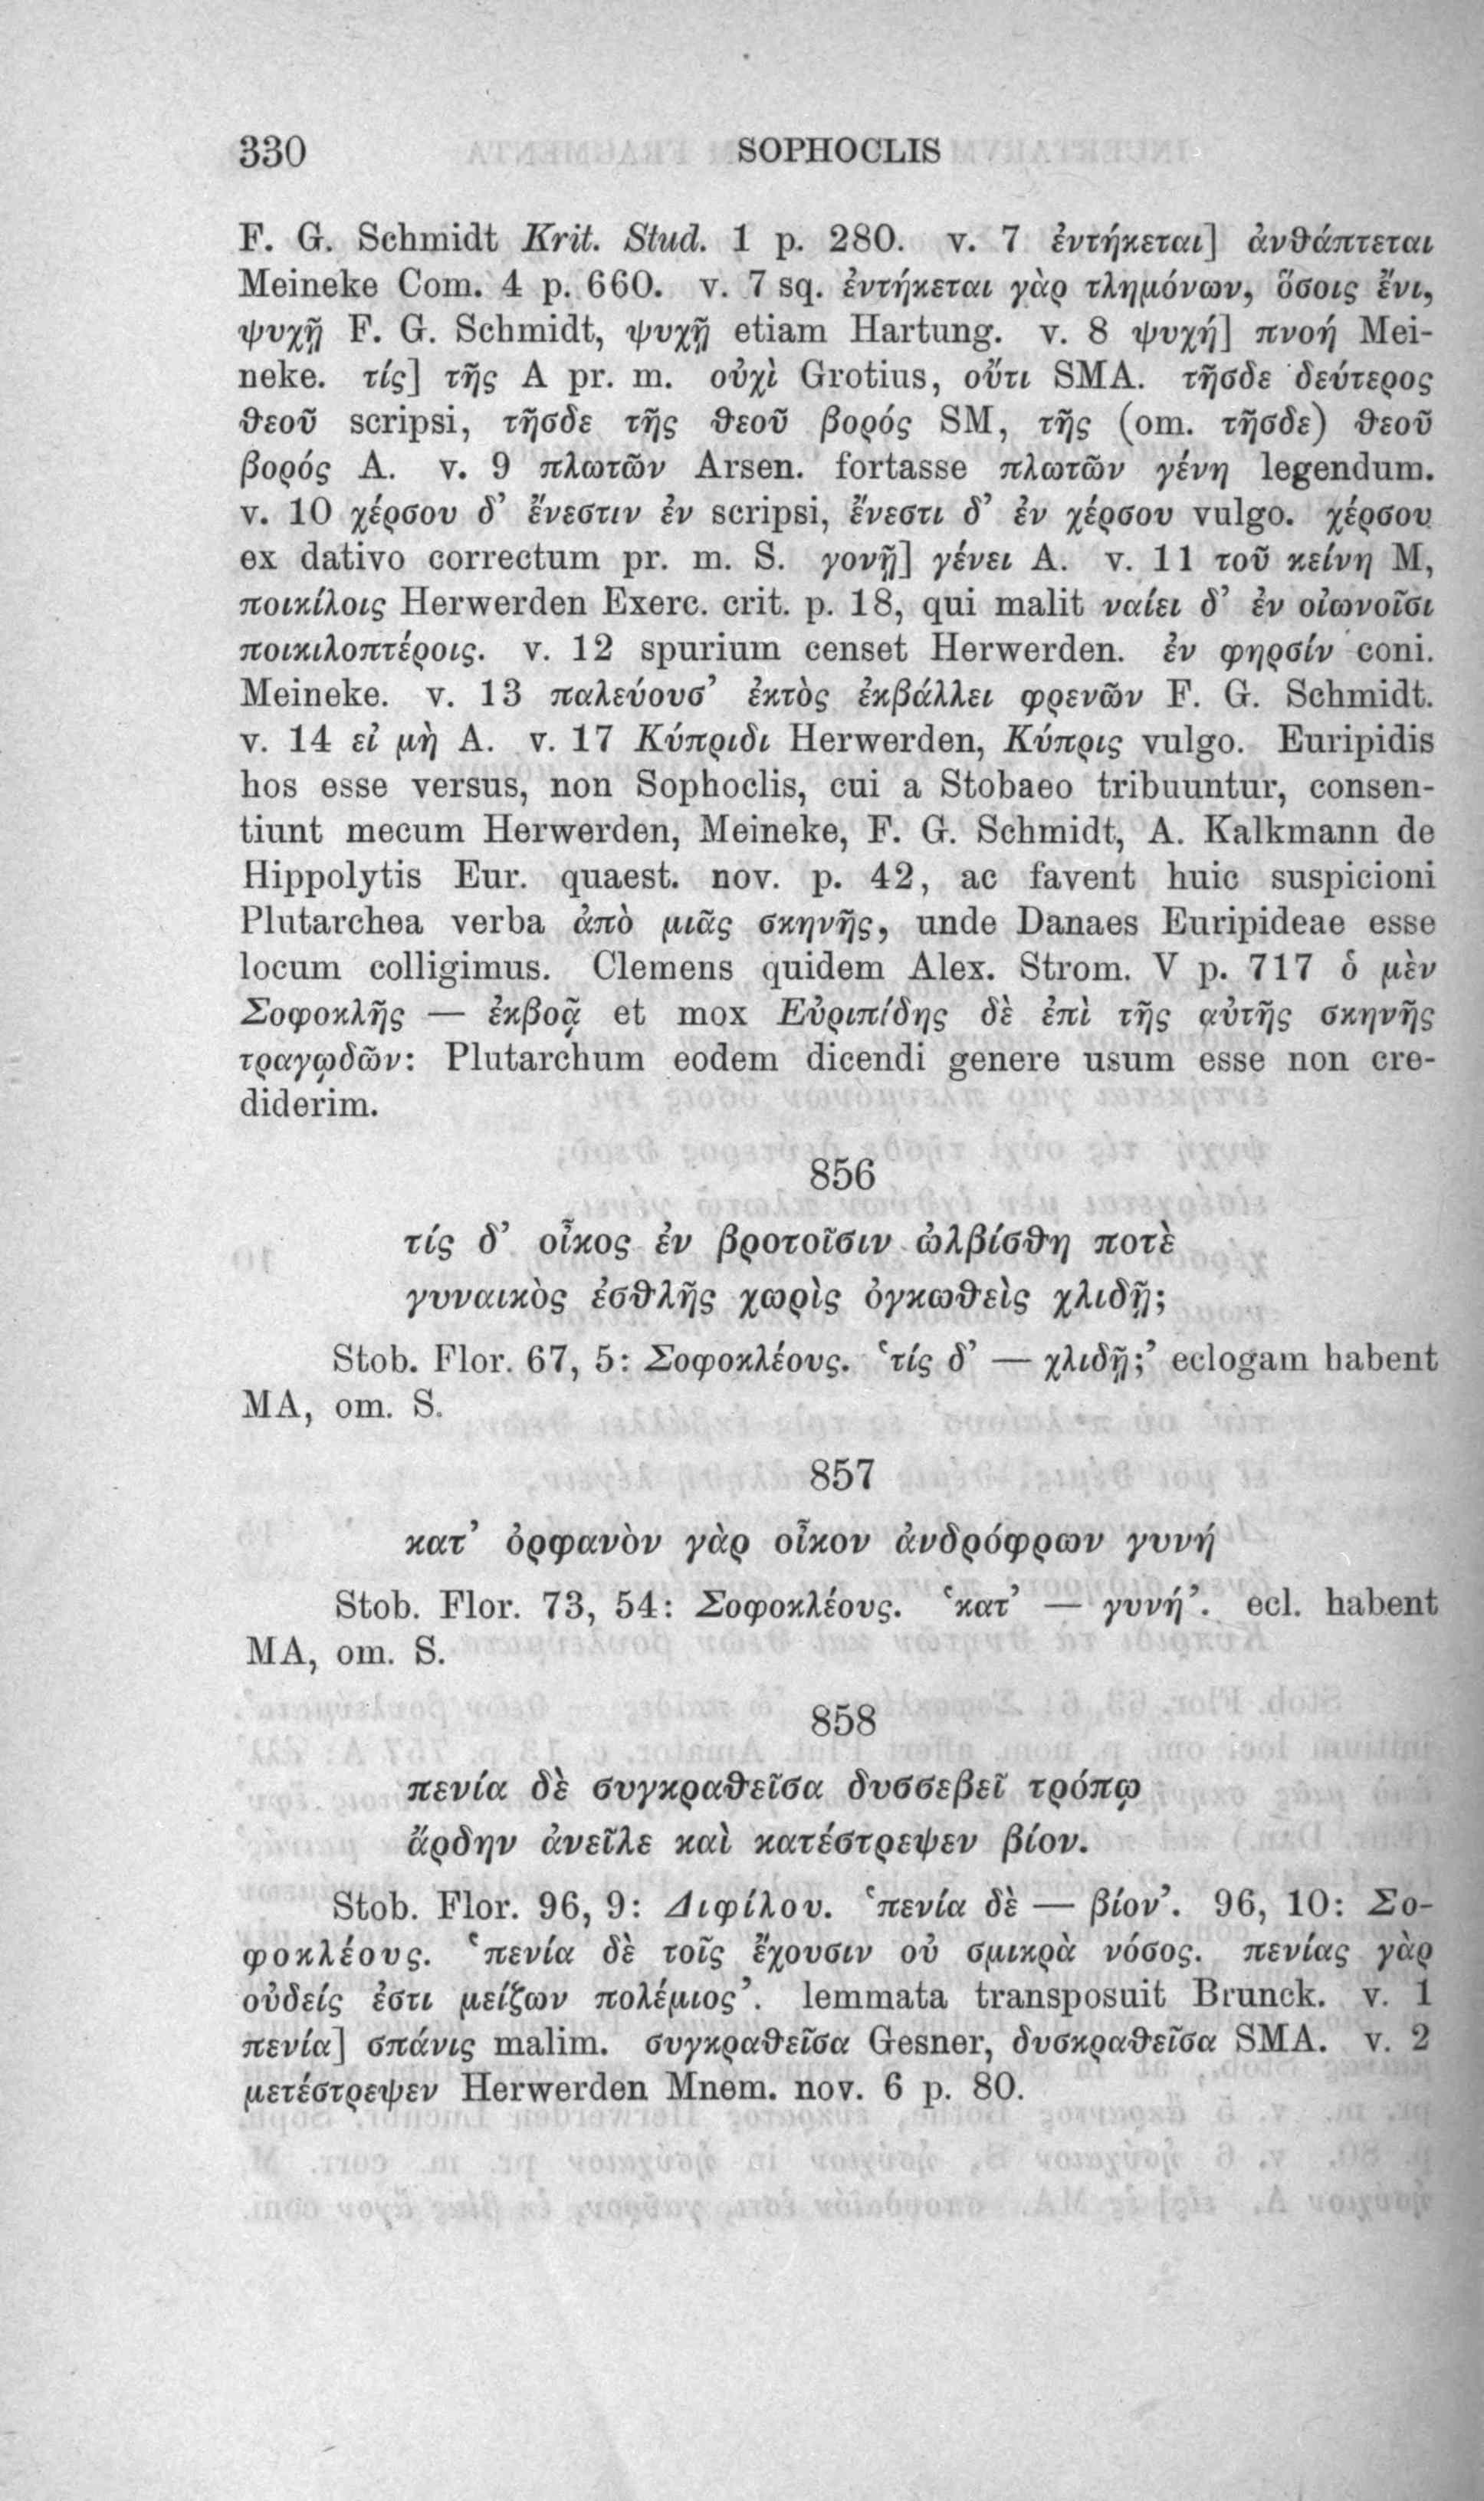 330 SOPHOCLIS
F. G. Schmidt Krit. Stud. 1 p. 280. v. 7 ἐντήκεται] ἀνθάπτεται
Meineke Com. 4 p. 660. v. 7 sq. ἐντήκεται γὰρ τλημόνων, ὅσοις ἔνι,
ψυχῇ F. G. Schmidt, ψυχῇ etiam Hartung. v. 8 ψυχή] πνοή Mei-
neke. τίς] τῆς A pr. m. οὐχὶ Grotius, οὔτι SMA. τῆσδε δεύτερος
θεοῦ scripsi, τῆσδε τῆς θεοῦ βορός SM, τῆς (om. τῆσδε) θεοῦ
βορός A. v. 9 πλωτῶν Arsen. fortasse πλωτῶν γένη legendum.
v. 10 χέρσου δ’ ἔνεστιν ἐν scripsi, ἔνεστι δ’ ἐν χέρσου vulgo. χέρσου
ex dativo correctum pr. m. S. γονῇ] γένει A. v. 11 τοῦ κείνη M,
ποικίλοις Herwerden Exerc. crit. p. 18, qui malit ναίει δ’ ἐν οἰωνοῖσι
ποικιλοπτέροις. v. 12 spurium censet Herwerden. ἐν φηρσίν coni.
Meineke. v. 13 παλεύουσ’ ἐκτὸς ἐκβάλλει φρενῶν F. G. Schmidt.
v. 14 εἰ μὴ A. v. 17 Κύπριδι Herwerden, Κύπρις vulgo. Euripidis
hos esse versus, non Sophoclis, cui a Stobaeo tribuuntur, consen-
tiunt mecum Herwerden, Meineke, F. G. Schmidt, A. Kalkmann de
Hippolytis Eur. quaest. nov. p. 42, ac favent huic suspicioni
Plutarchea verba ἀπὸ μιᾶς σκηνῆς, unde Danaes Euripideae esse
locum colligimus. Clemens quidem Alex. Strom. V p. 717 ὁ μὲν
Σοφοκλῆς — ἐκβοᾷ et mox Εὐριπίδης δὲ ἐπὶ τῆς αὐτῆς σκηνῆς
τραγῳδῶν: Plutarchum eodem dicendi genere usum esse non cre-
diderim.
856
τίς δ’ οἶκος ἐν βροτοῖσιν ὠλβίσθη ποτὲ
γυναικὸς ἐσθλῆς χωρὶς ὀγκωθεὶς χλιδῇ;
Stob. Flor. 67, 5: Σοφοκλέους. ‘τίς δ’ — χλιδῇ;’ eclogam habent
MA, om. S.
857
κατ’ ὀρφανὸν γὰρ οἶκον ἀνδρόφρων γυνή
Stob. Flor. 73, 54: Σοφοκλέους. ‘κατ’ — γυνή’. ecl. habent
MA, om. S.
858
πενία δὲ συγκραθεῖσα δυσσεβεῖ τρόπῳ
ἄρδην ἀνεῖλε καὶ κατέστρεψεν βίον.
Stob. Flor. 96, 9: Διφίλου. ‘πενία δὲ — βίον’. 96, 10: Σο-
φοκλέους. ‘πενία δὲ τοῖς ἔχουσιν οὐ σμικρὰ νόσος. πενίας γὰρ
οὐδείς ἐστι μείζων πολέμιος’. lemmata transposuit Brunck. v. 1
πενία] σπάνις malim. συγκραθεῖσα Gesner, δυσκραθεῖσα SMA. v. 2
μετέστρεψεν Herwerden Mnem. nov. 6 p. 80.